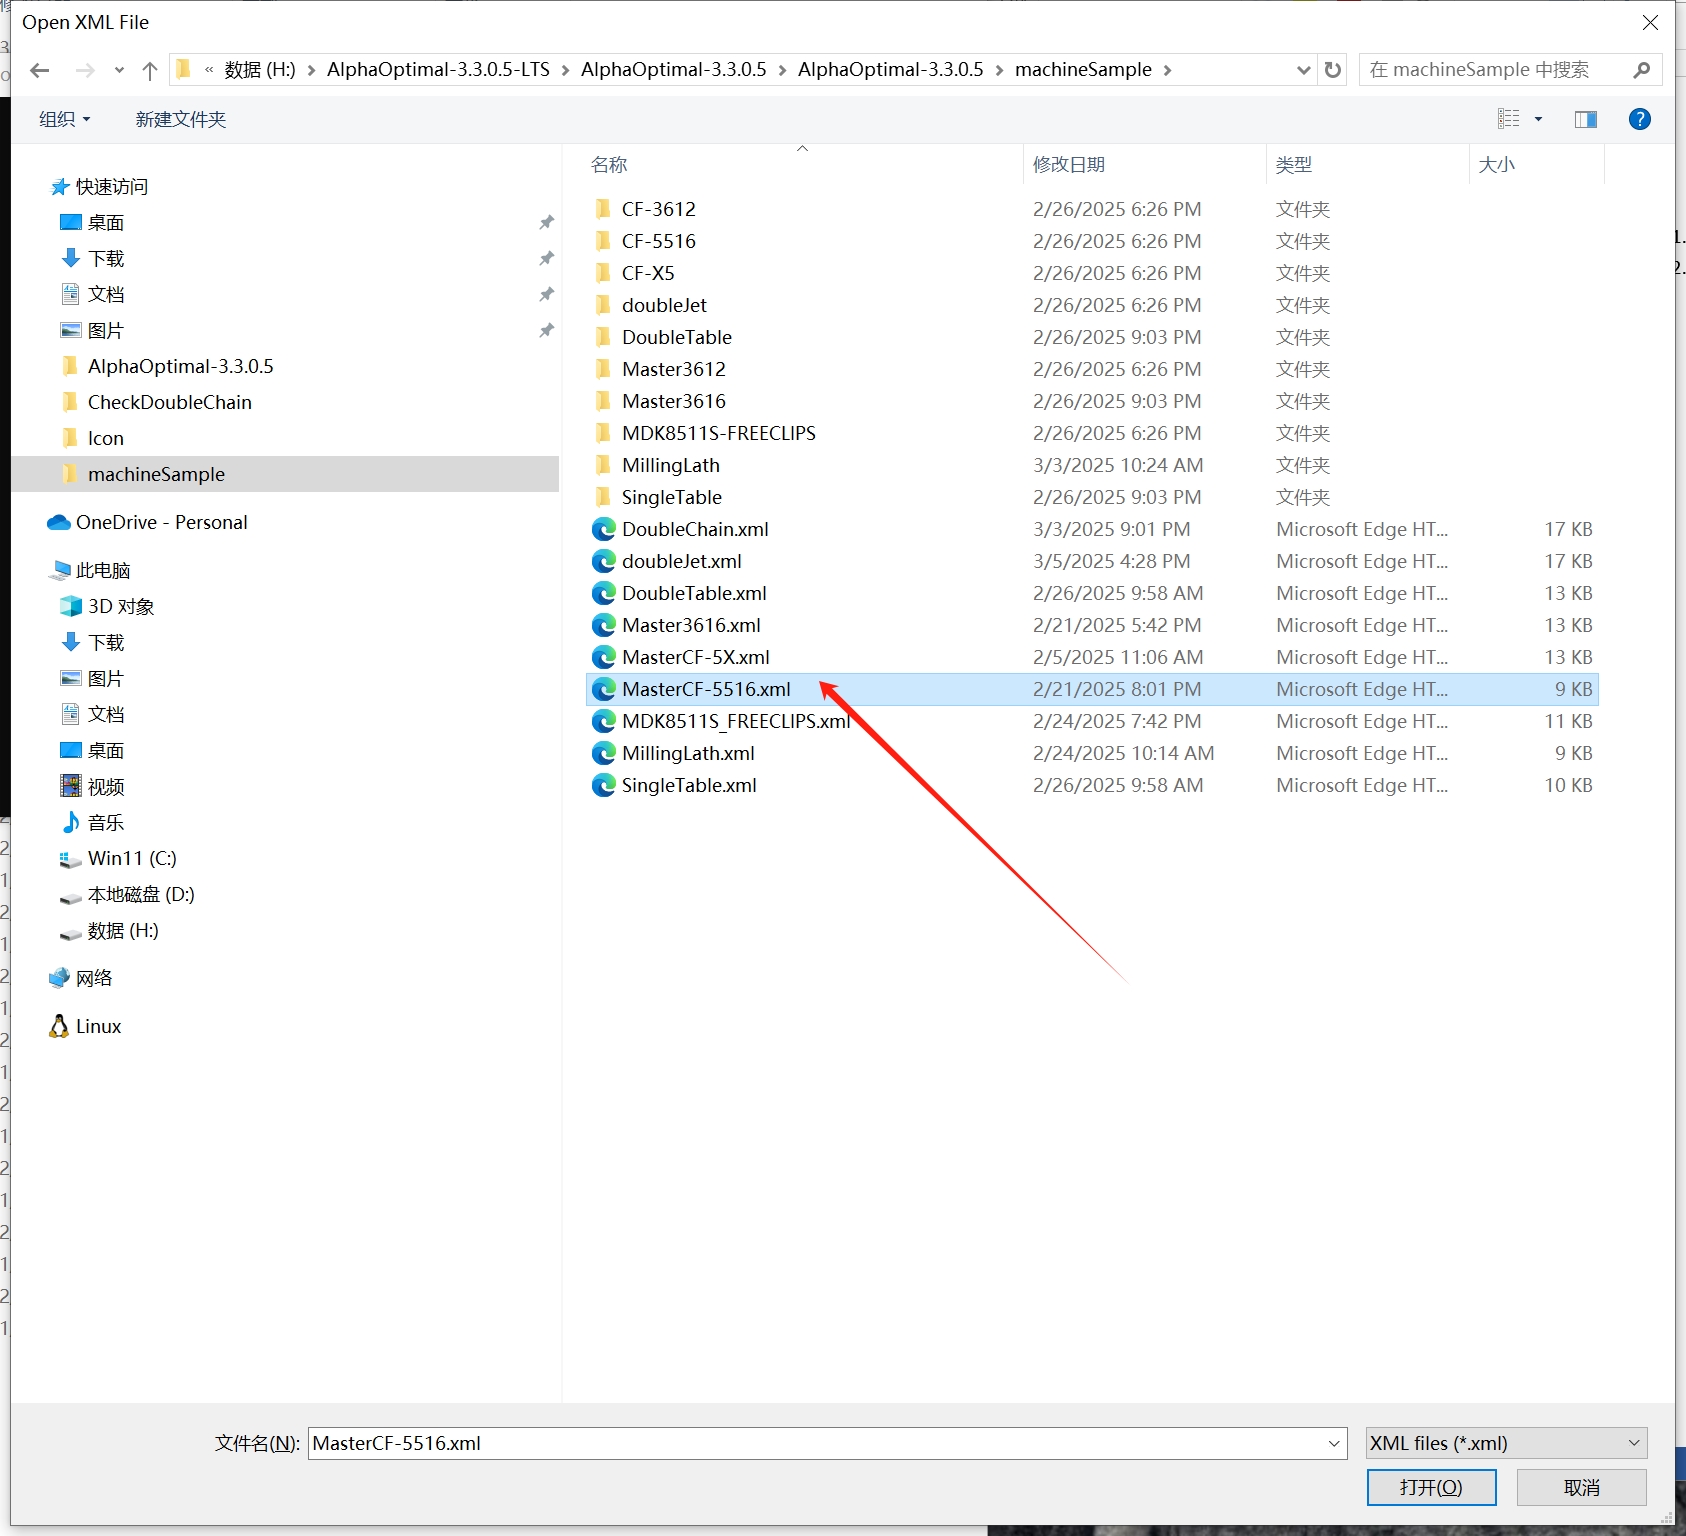 Open XML File
« 数据 (H:) › AlphaOptimal-3.3.0.5-LTS › AlphaOptimal-3.3.0.5 › AlphaOptimal-3.3.0.5 › machineSample ›
在 machineSample 中搜索
组织 新建文件夹
快速访问
桌面
下载
文档
图片
AlphaOptimal-3.3.0.5
CheckDoubleChain
Icon
machineSample
OneDrive - Personal
此电脑
3D 对象
下载
图片
文档
桌面
视频
音乐
Win11 (C:)
本地磁盘 (D:)
数据 (H:)
网络
Linux
名称 修改日期 类型 大小
CF-3612 2/26/2025 6:26 PM 文件夹
CF-5516 2/26/2025 6:26 PM 文件夹
CF-X5 2/26/2025 6:26 PM 文件夹
doubleJet 2/26/2025 6:26 PM 文件夹
DoubleTable 2/26/2025 9:03 PM 文件夹
Master3612 2/26/2025 6:26 PM 文件夹
Master3616 2/26/2025 9:03 PM 文件夹
MDK8511S-FREECLIPS 2/26/2025 6:26 PM 文件夹
MillingLath 3/3/2025 10:24 AM 文件夹
SingleTable 2/26/2025 9:03 PM 文件夹
DoubleChain.xml 3/3/2025 9:01 PM Microsoft Edge HT... 17 KB
doubleJet.xml 3/5/2025 4:28 PM Microsoft Edge HT... 17 KB
DoubleTable.xml 2/26/2025 9:58 AM Microsoft Edge HT... 13 KB
Master3616.xml 2/21/2025 5:42 PM Microsoft Edge HT... 13 KB
MasterCF-5X.xml 2/5/2025 11:06 AM Microsoft Edge HT... 13 KB
MasterCF-5516.xml 2/21/2025 8:01 PM Microsoft Edge HT... 9 KB
MDK8511S_FREECLIPS.xml 2/24/2025 7:42 PM Microsoft Edge HT... 11 KB
MillingLath.xml 2/24/2025 10:14 AM Microsoft Edge HT... 9 KB
SingleTable.xml 2/26/2025 9:58 AM Microsoft Edge HT... 10 KB
文件名(N): MasterCF-5516.xml XML files (*.xml)
打开(O) 取消